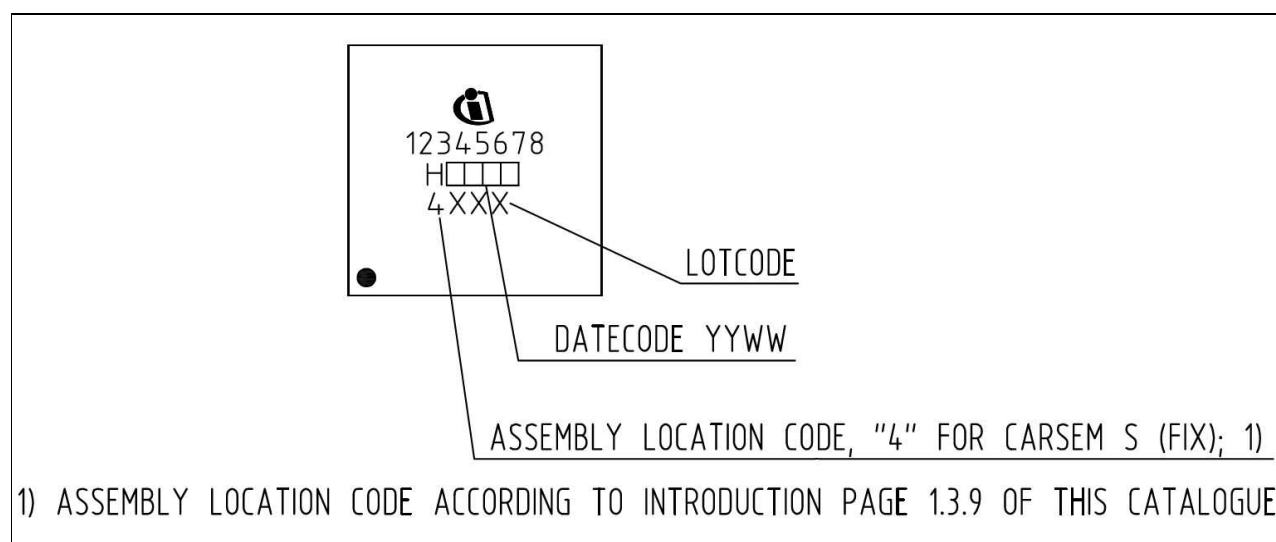 12345678
H
4XXX
LOTCODE
DATECODE YYWW
ASSEMBLY LOCATION CODE, "4" FOR CARSEM S (FIX); 1)
1) ASSEMBLY LOCATION CODE ACCORDING TO INTRODUCTION PAGE 1.3.9 OF THIS CATALOGUE